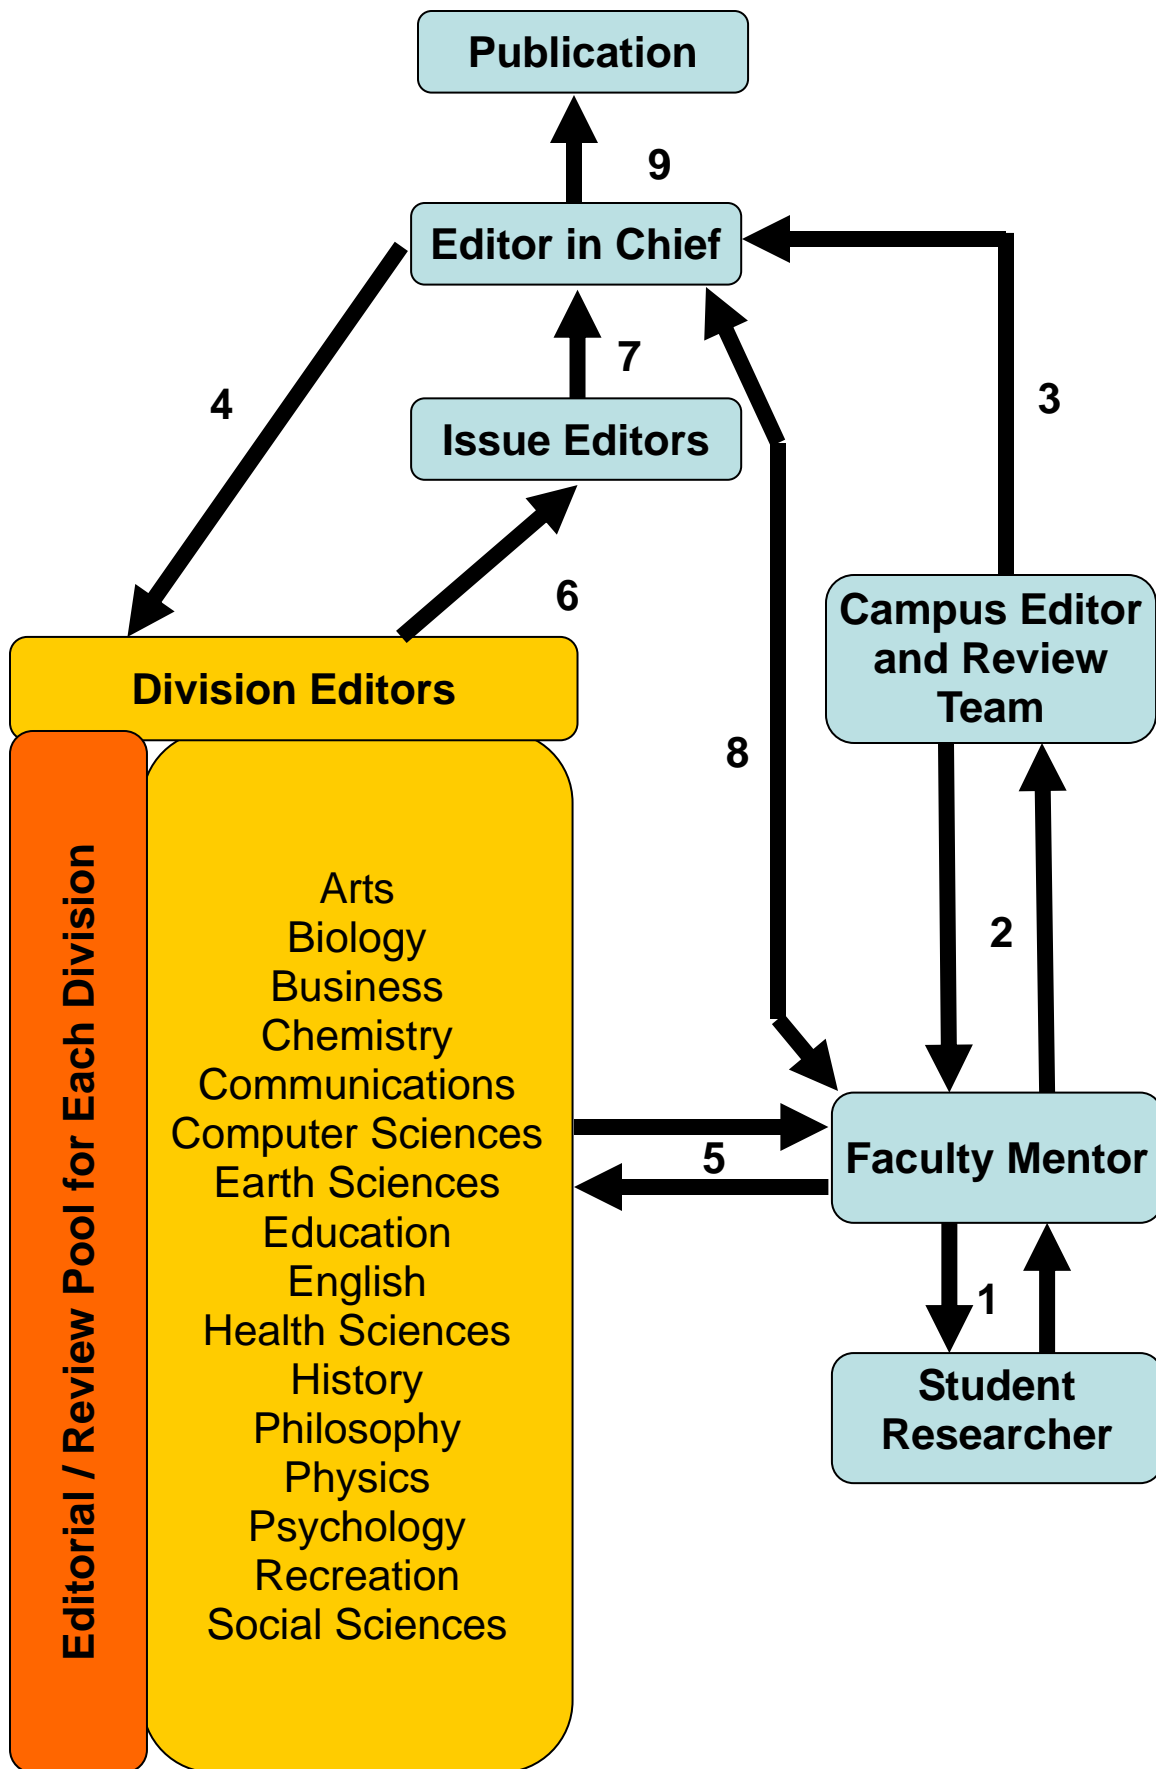 Publication
9
Editor in Chief
4
7
3
Issue Editors
6
Campus Editor
and Review
Team
Division Editors
8
Editorial / Review Pool for Each Division
Arts
Biology
Business
Chemistry
Communications
Computer Sciences
Earth Sciences
Education
English
Health Sciences
History
Philosophy
Physics
Psychology
Recreation
Social Sciences
2
5
Faculty Mentor
1
Student
Researcher